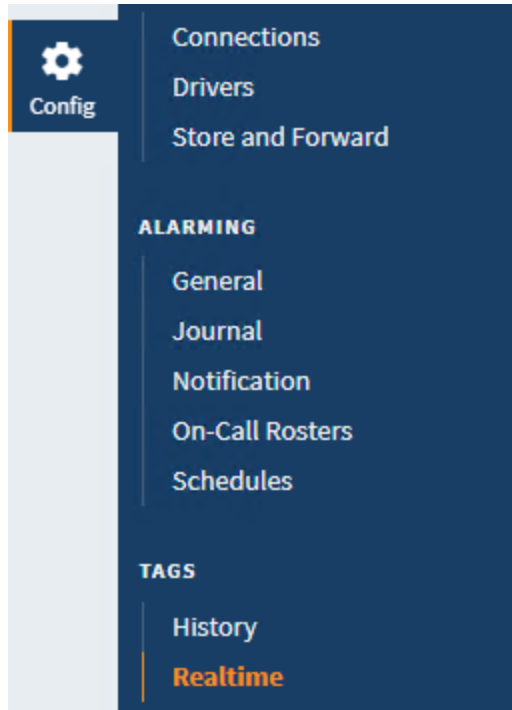 Config
Connections
Drivers
Store and Forward
ALARMING
General
Journal
Notification
On-Call Rosters
Schedules
TAGS
History
Realtime